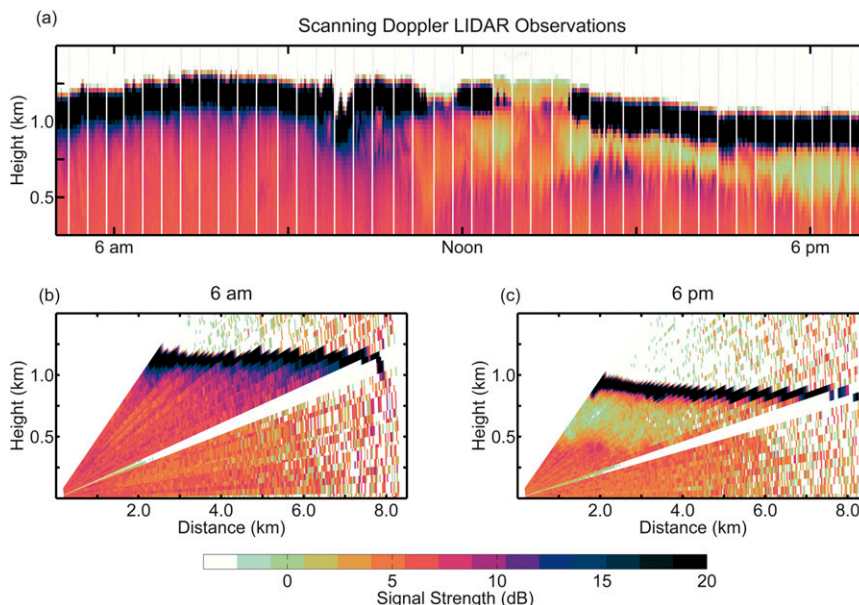 (a)
Scanning Doppler LIDAR Observations
Height (km)
1.0
0.5
6 am
Noon
6 pm
(b)
6 am
Height (km)
1.0
0.5
2.0 4.0 6.0 8.0
Distance (km)
(c)
6 pm
Height (km)
1.0
0.5
2.0 4.0 6.0 8.0
Distance (km)
0 5 10 15 20
Signal Strength (dB)